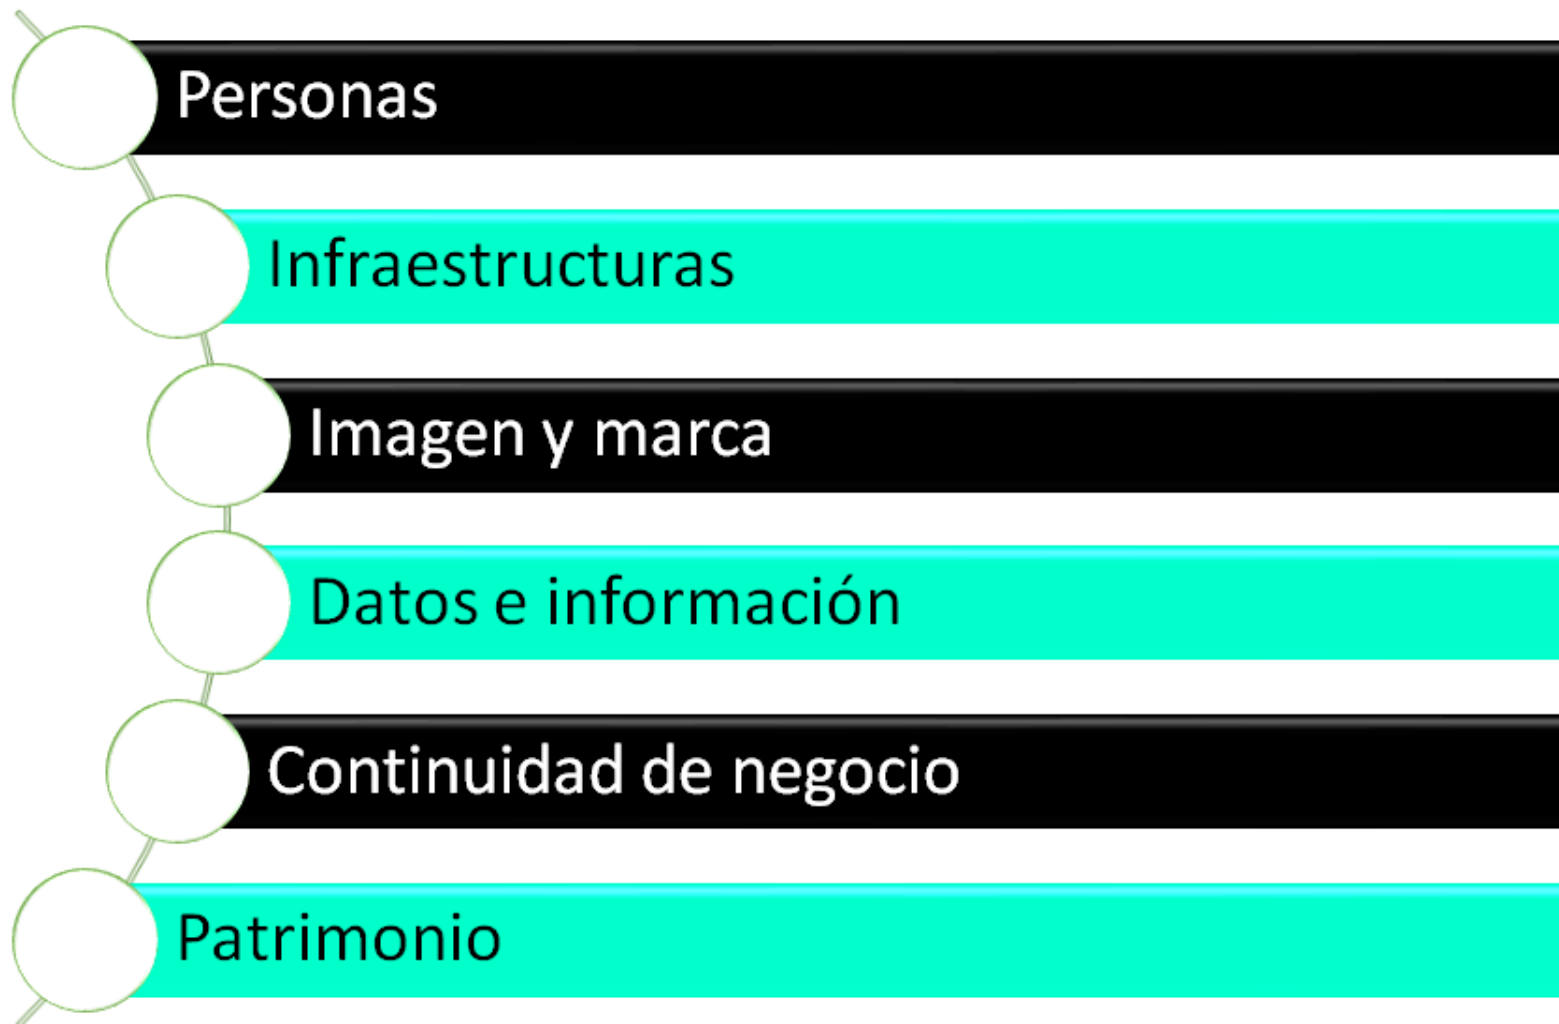 Personas
Infraestructuras
Imagen y marca
Datos e información
Continuidad de negocio
Patrimonio